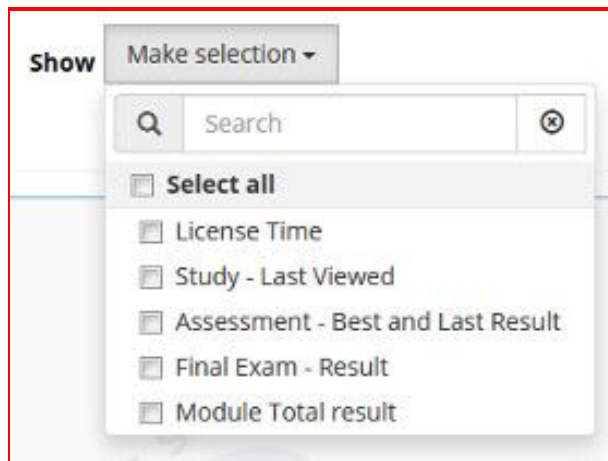 Show Make selection
Search
Select all
License Time
Study - Last Viewed
Assessment - Best and Last Result
Final Exam - Result
Module Total result